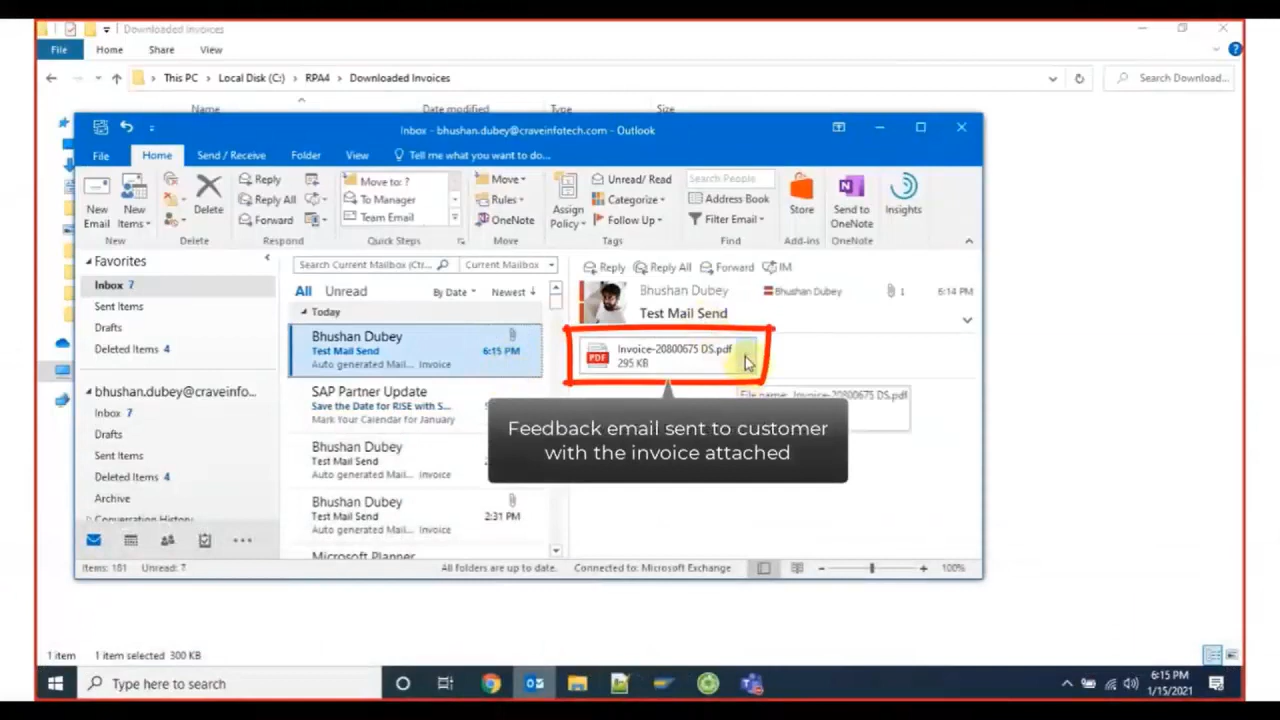 Downloaded Invoices
File Home Share View
This PC > Local Disk (C:) > RPA4 > Downloaded Invoices
Search Download...
Name Date modified Type Size
Inbox - bhushan.dubey@craveinfotech.com - Outlook
File Home Send / Receive Folder View Tell me what you want to do...
New Email
New Items
Delete
Reply
Reply All
Forward
Move to: ?
To Manager
Team Email
Move
Rules
OneNote
Assign Policy
Unread/ Read
Categorize
Follow Up
Search People
Address Book
Filter Email
Store
Send to OneNote
Insights
New Delete Respond Quick Steps Move Tags Find Add-ins OneNote
Favorites
Inbox 7
Sent Items
Drafts
Deleted Items 4
bhushan.dubey@craveinfo...
Inbox 7
Drafts
Sent Items
Deleted Items 4
Archive
Conversation History
Search Current Mailbox (Ctr... Current Mailbox
All Unread By Date Newest
Today
Bhushan Dubey
Test Mail Send 6:15 PM
Auto generated Mail... Invoice
SAP Partner Update
Save the Date for RISE with S...
Mark Your Calendar for January
Bhushan Dubey
Test Mail Send
Auto generated Mail... Invoice
Bhushan Dubey
Test Mail Send 2:31 PM
Auto generated Mail... Invoice
Microsoft Planner
Reply Reply All Forward IM
Bhushan Dubey Bhushan Dubey 1 6:14 PM
Test Mail Send
PDF
Invoice-20800675 DS.pdf
295 KB
File name: Invoice-20800675 DS.pdf
Feedback email sent to customer
with the invoice attached
Items: 181 Unread: 7 All folders are up to date. Connected to: Microsoft Exchange 100%
1 item 1 item selected 300 KB
Type here to search
6:15 PM
1/15/2021